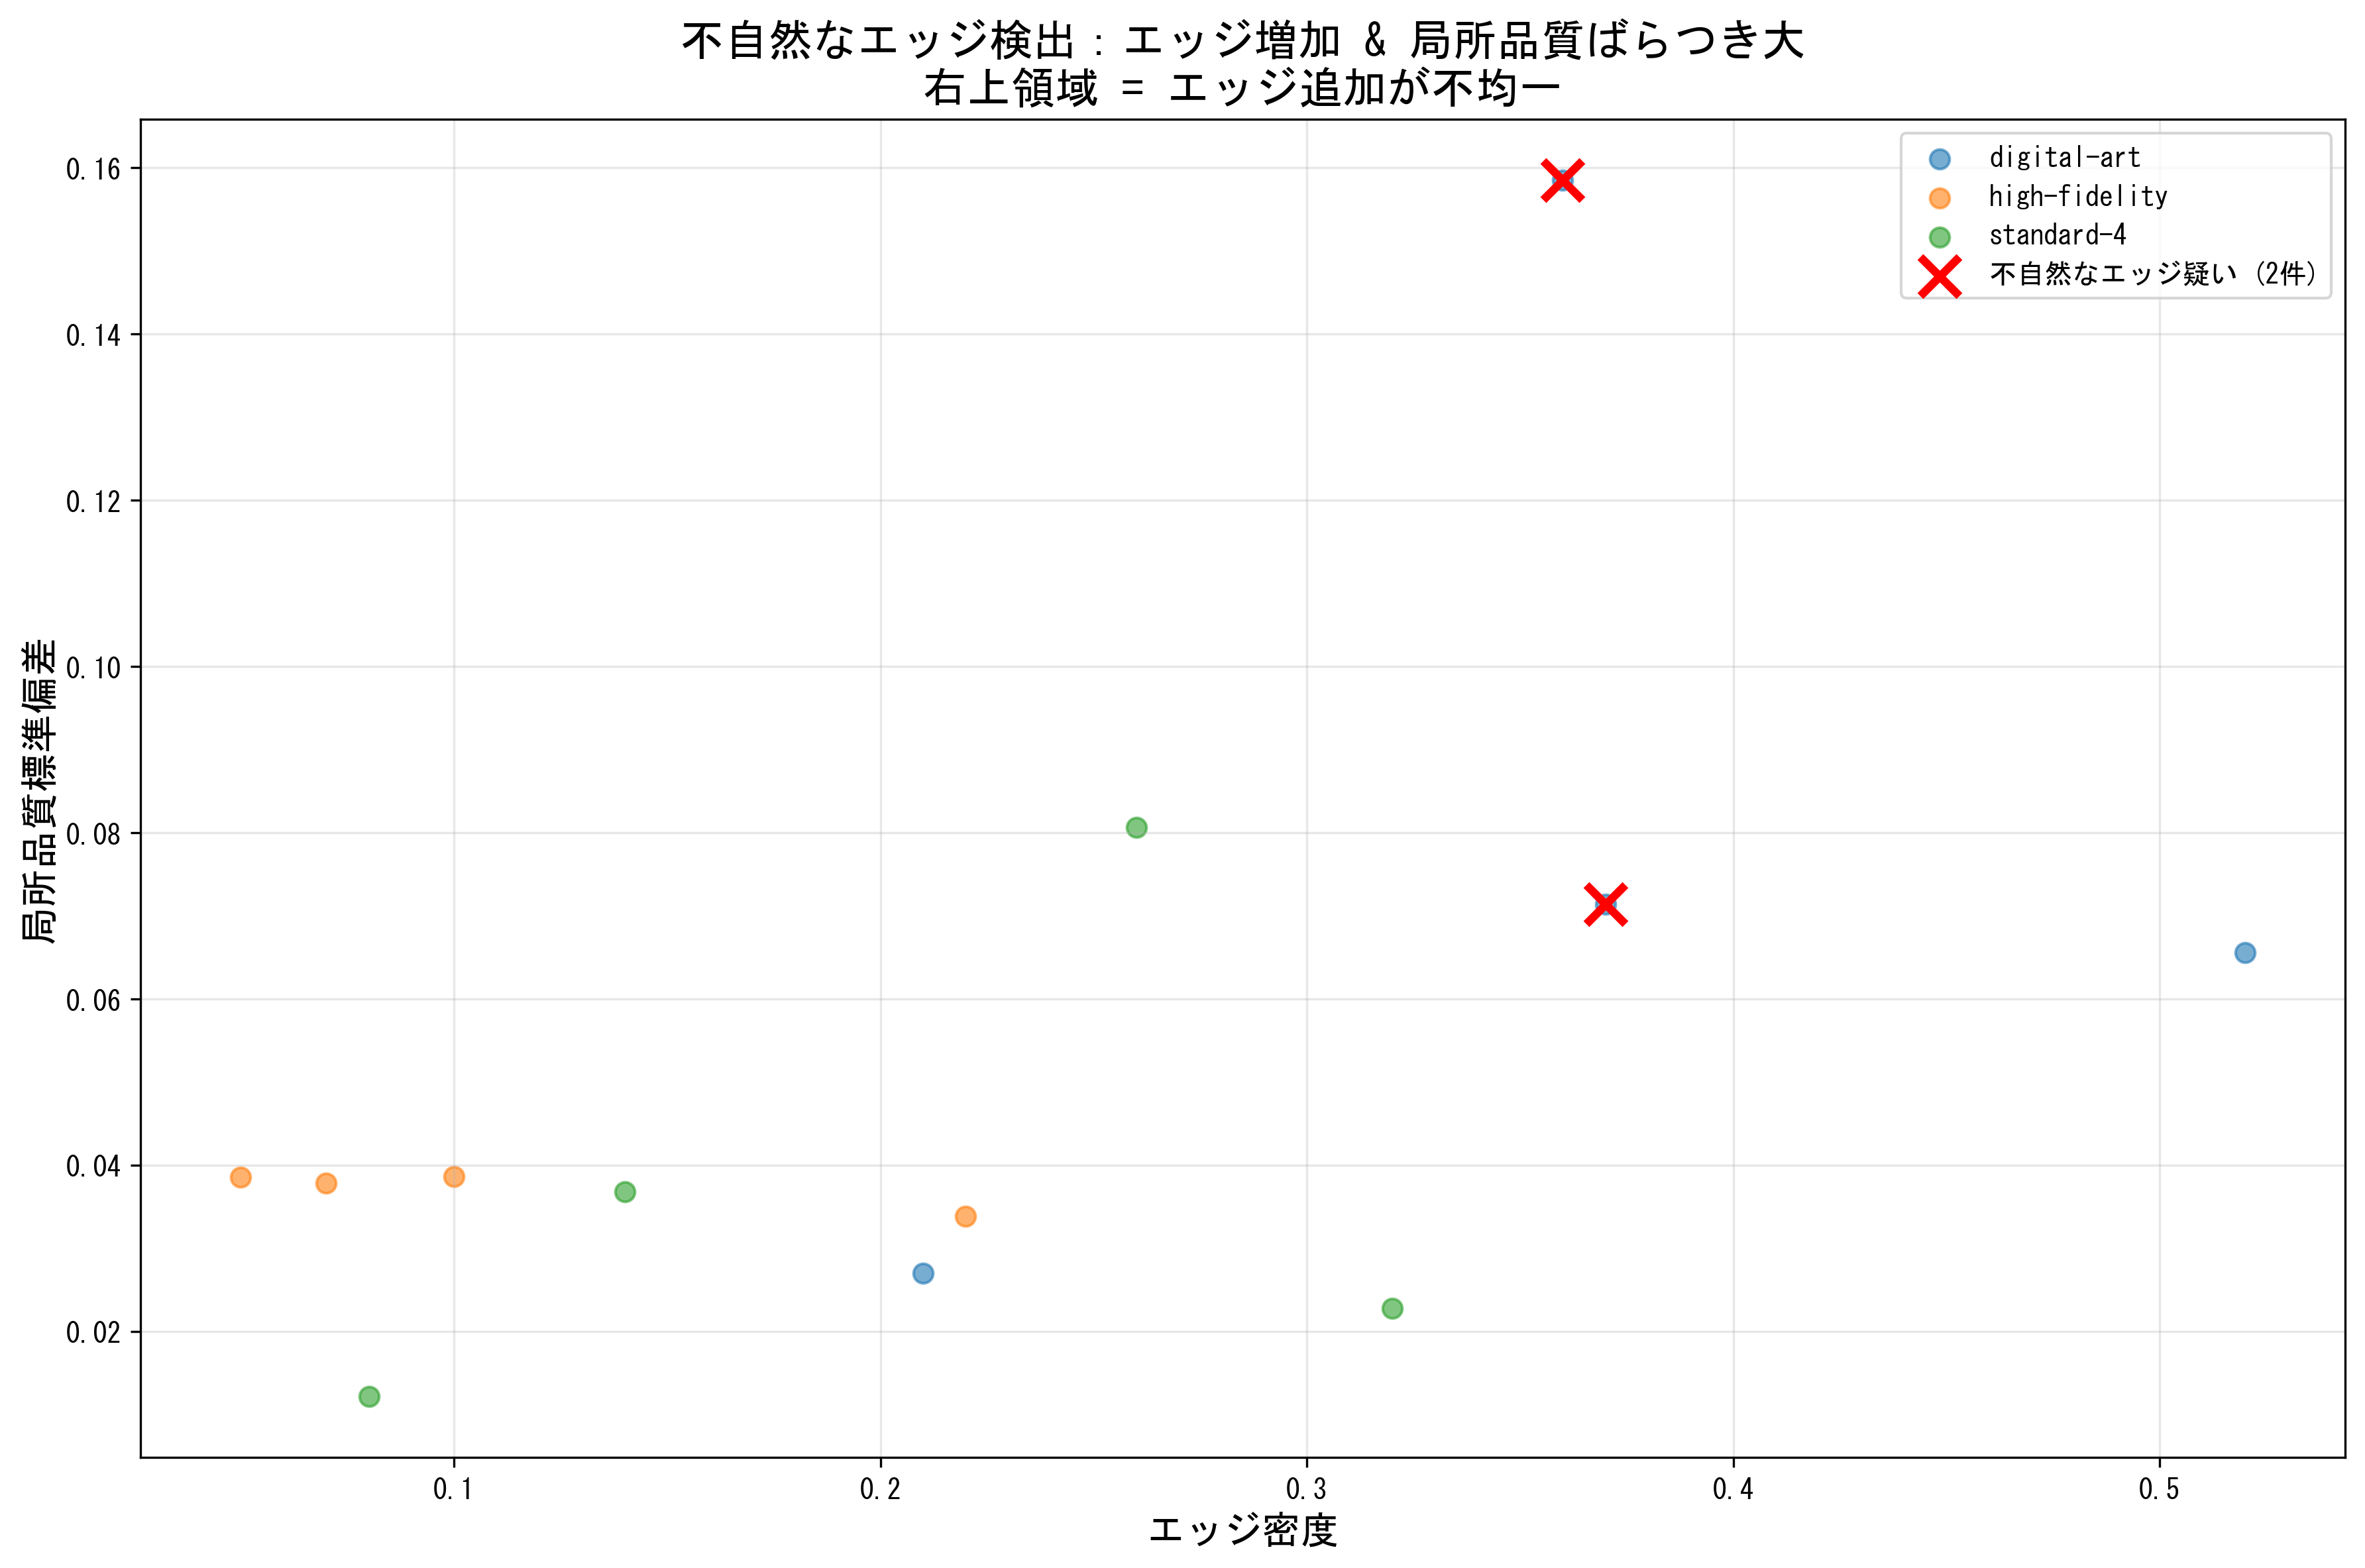 不自然なエッジ検出：エッジ増加 & 局所品質ばらつき大
右上領域 = エッジ追加が不均一
digital-art
high-fidelity
standard-4
不自然なエッジ疑い (2件)
0.16
0.14
0.12
0.10
0.08
0.06
0.04
0.02
局所品質標準偏差
0.1
0.2
0.3
0.4
0.5
エッジ密度